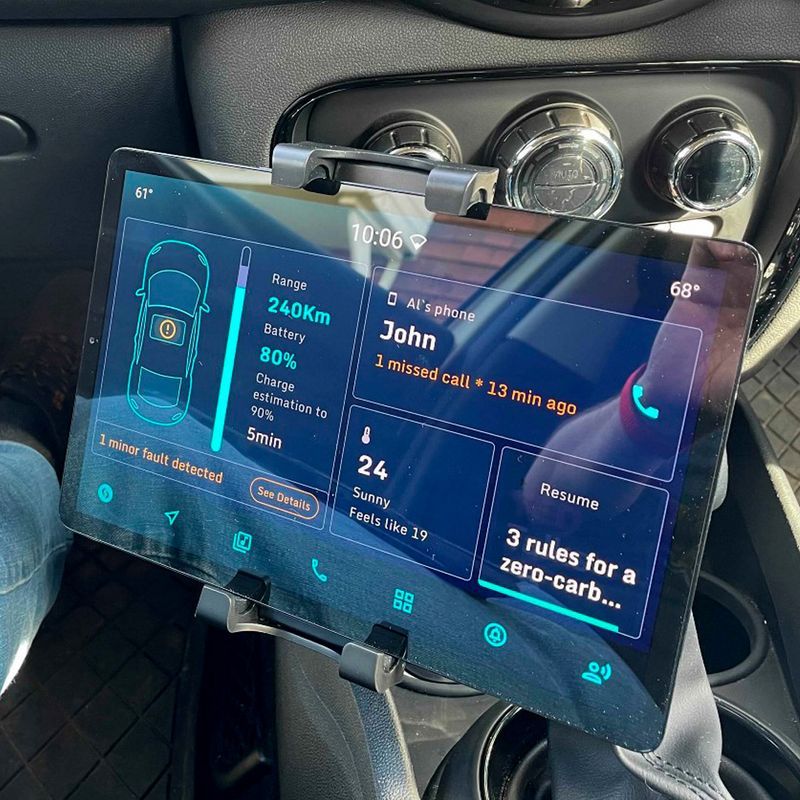 61°
10:06
68°
Range
240Km
Battery
80%
Charge
estimation to
90%
5min
1 minor fault detected
See Details
Al`s phone
John
1 missed call * 13 min ago
24
Sunny
Feels like 19
Resume
3 rules for a
zero-carb...
AUTO